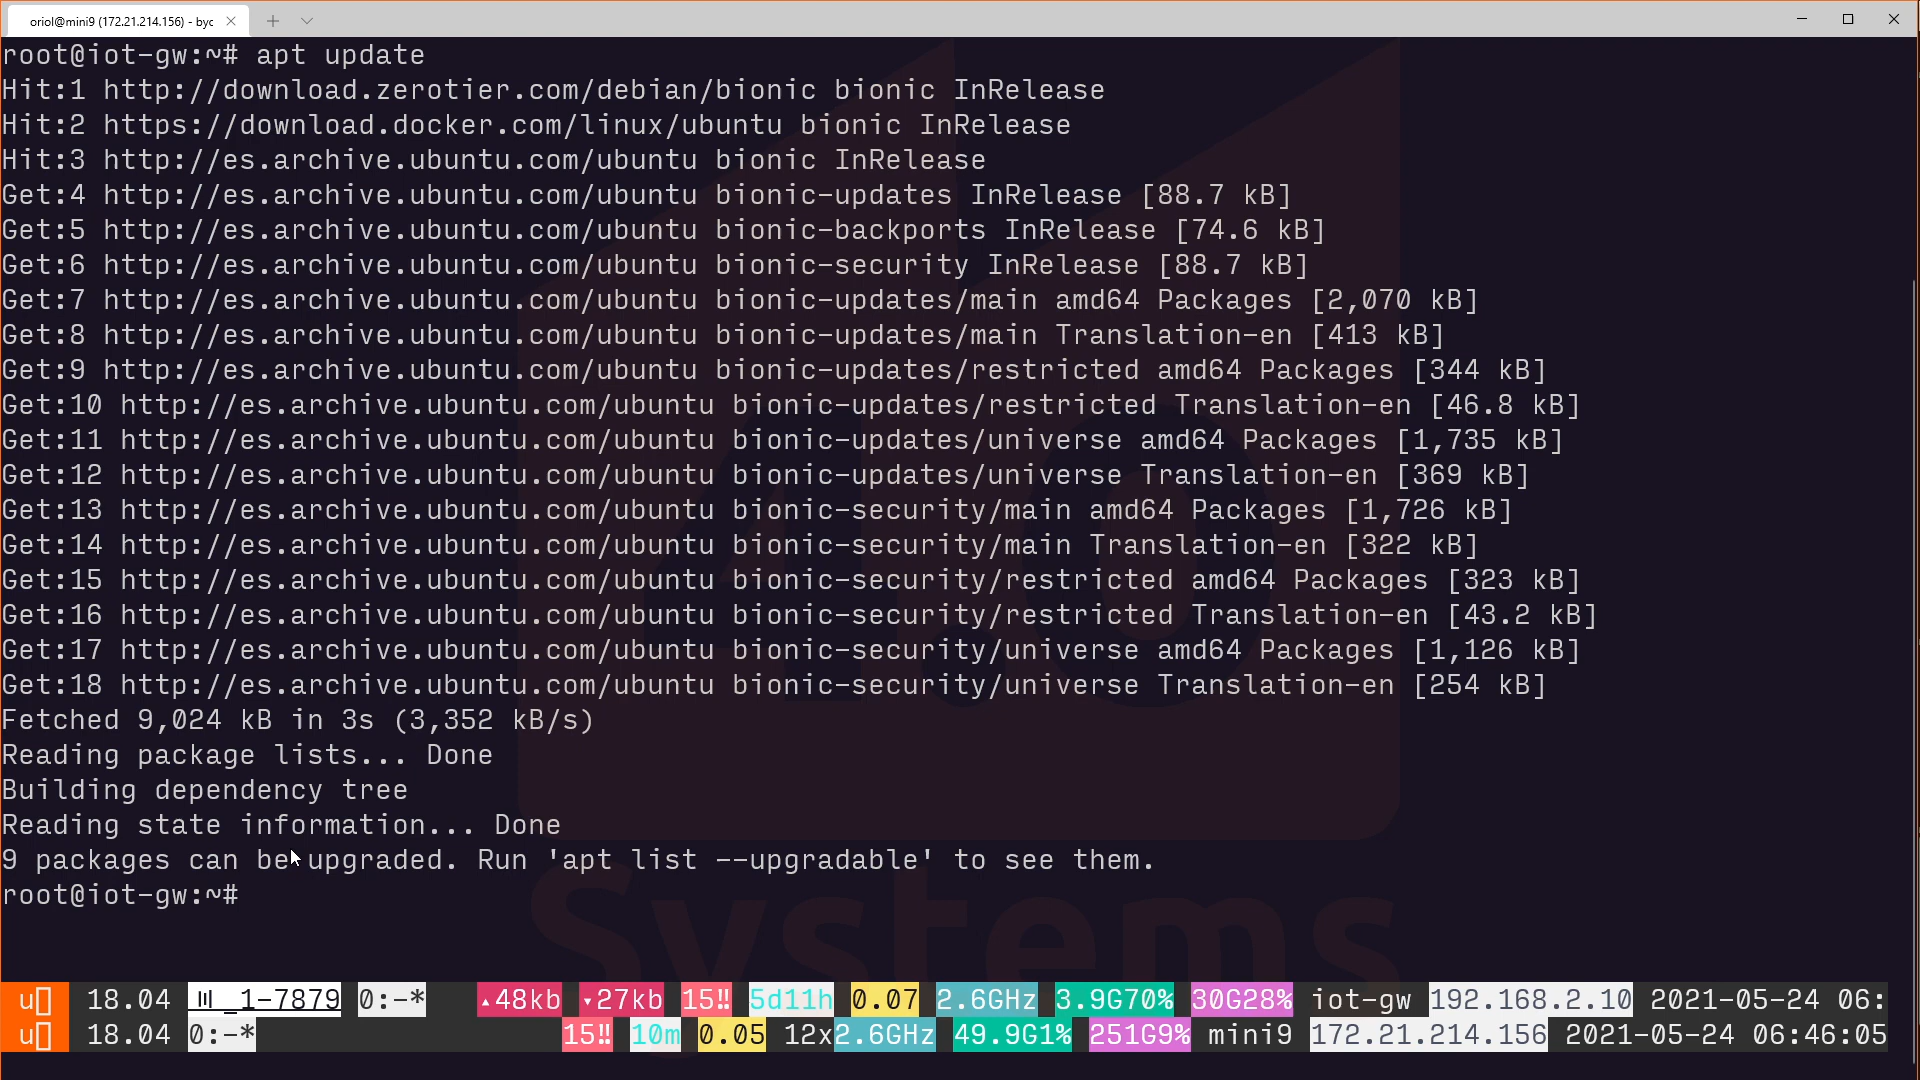 oriol@mini9 (172.21.214.156) - byc
root@iot-gw:~# apt update
Hit:1 http://download.zerotier.com/debian/bionic bionic InRelease
Hit:2 https://download.docker.com/linux/ubuntu bionic InRelease
Hit:3 http://es.archive.ubuntu.com/ubuntu bionic InRelease
Get:4 http://es.archive.ubuntu.com/ubuntu bionic-updates InRelease [88.7 kB]
Get:5 http://es.archive.ubuntu.com/ubuntu bionic-backports InRelease [74.6 kB]
Get:6 http://es.archive.ubuntu.com/ubuntu bionic-security InRelease [88.7 kB]
Get:7 http://es.archive.ubuntu.com/ubuntu bionic-updates/main amd64 Packages [2,070 kB]
Get:8 http://es.archive.ubuntu.com/ubuntu bionic-updates/main Translation-en [413 kB]
Get:9 http://es.archive.ubuntu.com/ubuntu bionic-updates/restricted amd64 Packages [344 kB]
Get:10 http://es.archive.ubuntu.com/ubuntu bionic-updates/restricted Translation-en [46.8 kB]
Get:11 http://es.archive.ubuntu.com/ubuntu bionic-updates/universe amd64 Packages [1,735 kB]
Get:12 http://es.archive.ubuntu.com/ubuntu bionic-updates/universe Translation-en [369 kB]
Get:13 http://es.archive.ubuntu.com/ubuntu bionic-security/main amd64 Packages [1,726 kB]
Get:14 http://es.archive.ubuntu.com/ubuntu bionic-security/main Translation-en [322 kB]
Get:15 http://es.archive.ubuntu.com/ubuntu bionic-security/restricted amd64 Packages [323 kB]
Get:16 http://es.archive.ubuntu.com/ubuntu bionic-security/restricted Translation-en [43.2 kB]
Get:17 http://es.archive.ubuntu.com/ubuntu bionic-security/universe amd64 Packages [1,126 kB]
Get:18 http://es.archive.ubuntu.com/ubuntu bionic-security/universe Translation-en [254 kB]
Fetched 9,024 kB in 3s (3,352 kB/s)
Reading package lists... Done
Building dependency tree
Reading state information... Done
9 packages can be upgraded. Run 'apt list --upgradable' to see them.
root@iot-gw:~#
4.0
Systems
u 18.04 _1-7879 0:-* ▴48kb ▾27kb 15‼ 5d11h 0.07 2.6GHz 3.9G70% 30G28% iot-gw 192.168.2.10 2021-05-24 06:
u 18.04 0:-* 15‼ 10m 0.05 12x2.6GHz 49.9G1% 251G9% mini9 172.21.214.156 2021-05-24 06:46:05